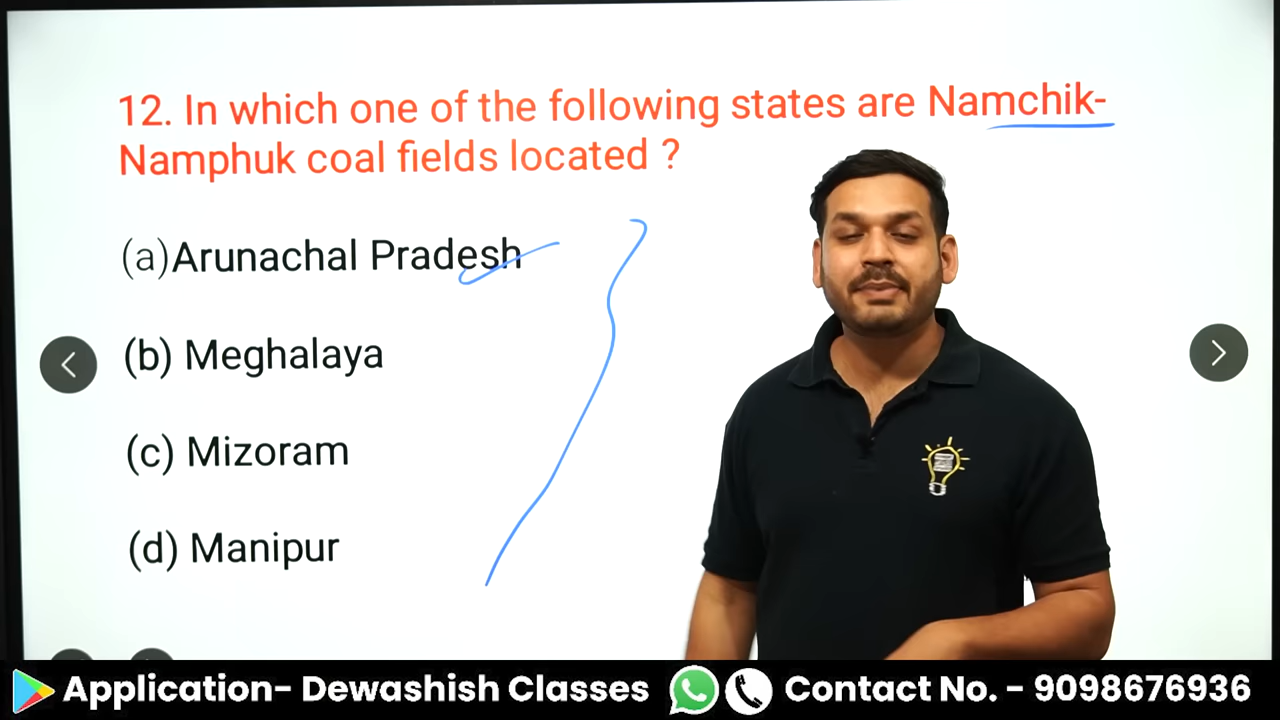 12. In which one of the following states are Namchik-
Namphuk coal fields located ?
(a)Arunachal Pradesh
(b) Meghalaya
(c) Mizoram
(d) Manipur
Application- Dewashish Classes
Contact No. - 9098676936